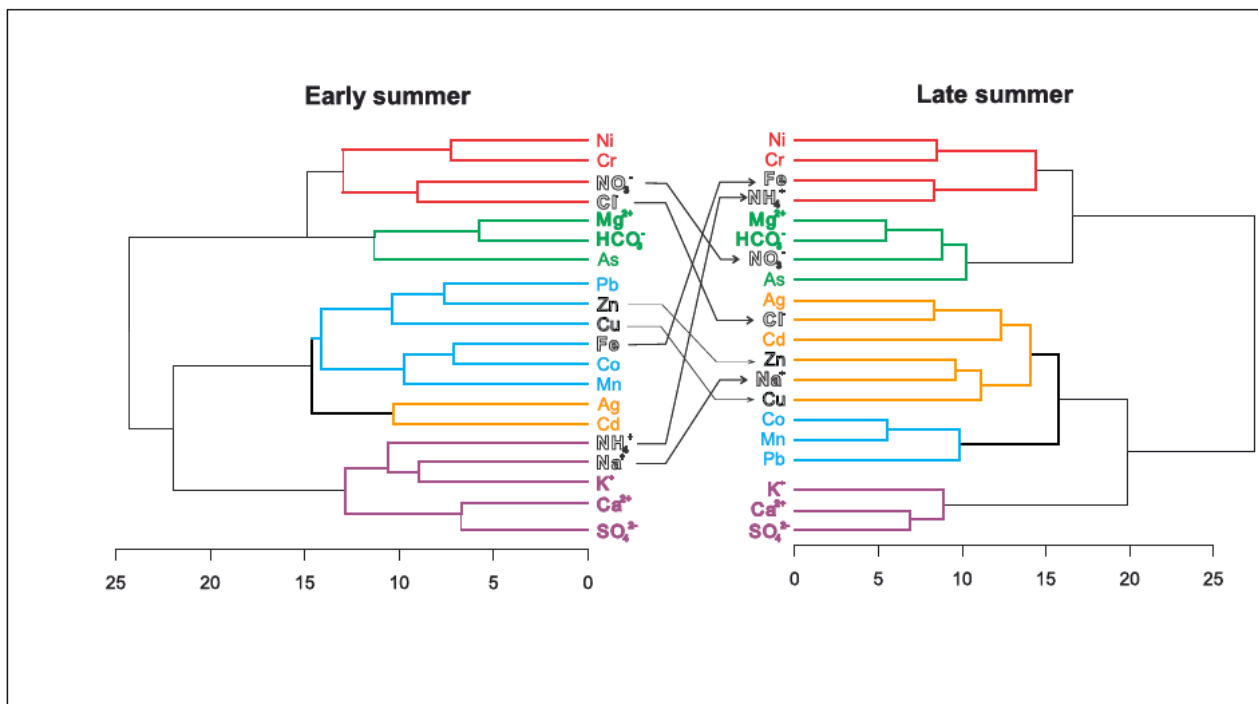 Early summer
Late summer
Ni
Cr
NO₃⁻
Cl⁻
Mg²⁺
HCO₃⁻
As
Pb
Zn
Cu
Fe
Co
Mn
Ag
Cd
NH₄⁺
Na⁺
K⁺
Ca²⁺
SO₄²⁻
25 20 15 10 5 0
Ni
Cr
Fe
NH₄⁺
Mg²⁺
HCO₃⁻
NO₃⁻
As
Ag
Cl⁻
Cd
Zn
Na⁺
Cu
Co
Mn
Pb
K⁺
Ca²⁺
SO₄²⁻
0 5 10 15 20 25